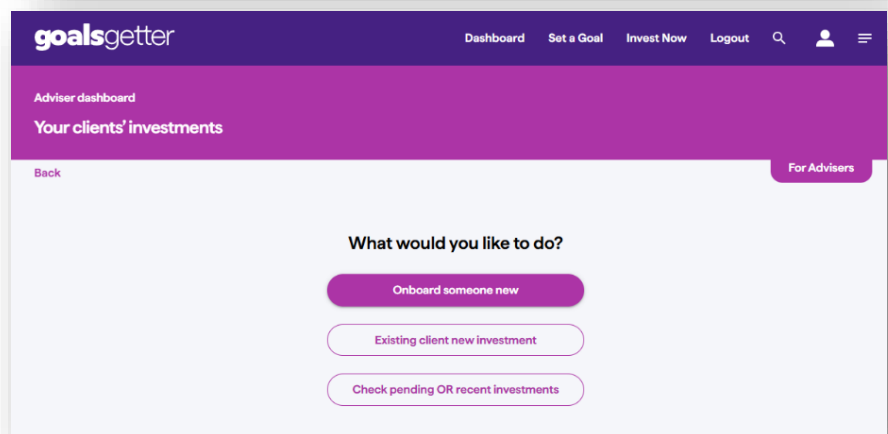 goalsgetter
Dashboard Set a Goal Invest Now Logout
Adviser dashboard
Your clients' investments
Back
For Advisers
What would you like to do?
Onboard someone new
Existing client new investment
Check pending OR recent investments